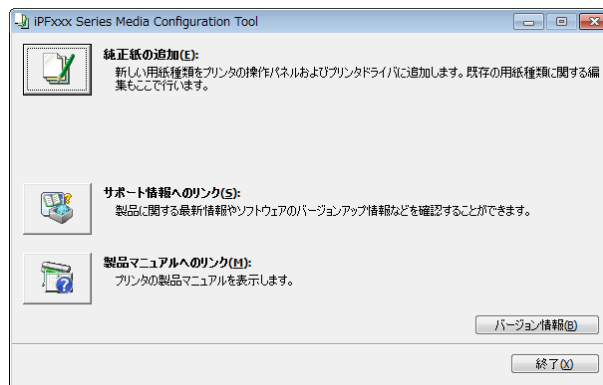 iPFxxx Series Media Configuration Tool
純正紙の追加(E):
新しい用紙種類をプリンタの操作パネルおよびプリンタドライバに追加します。既存の用紙種類に関する編
集もここで行います。
サポート情報へのリンク(S):
製品に関する最新情報やソフトウェアのバージョンアップ情報などを確認することができます。
製品マニュアルへのリンク(M):
プリンタの製品マニュアルを表示します。
バージョン情報(B)
終了(X)